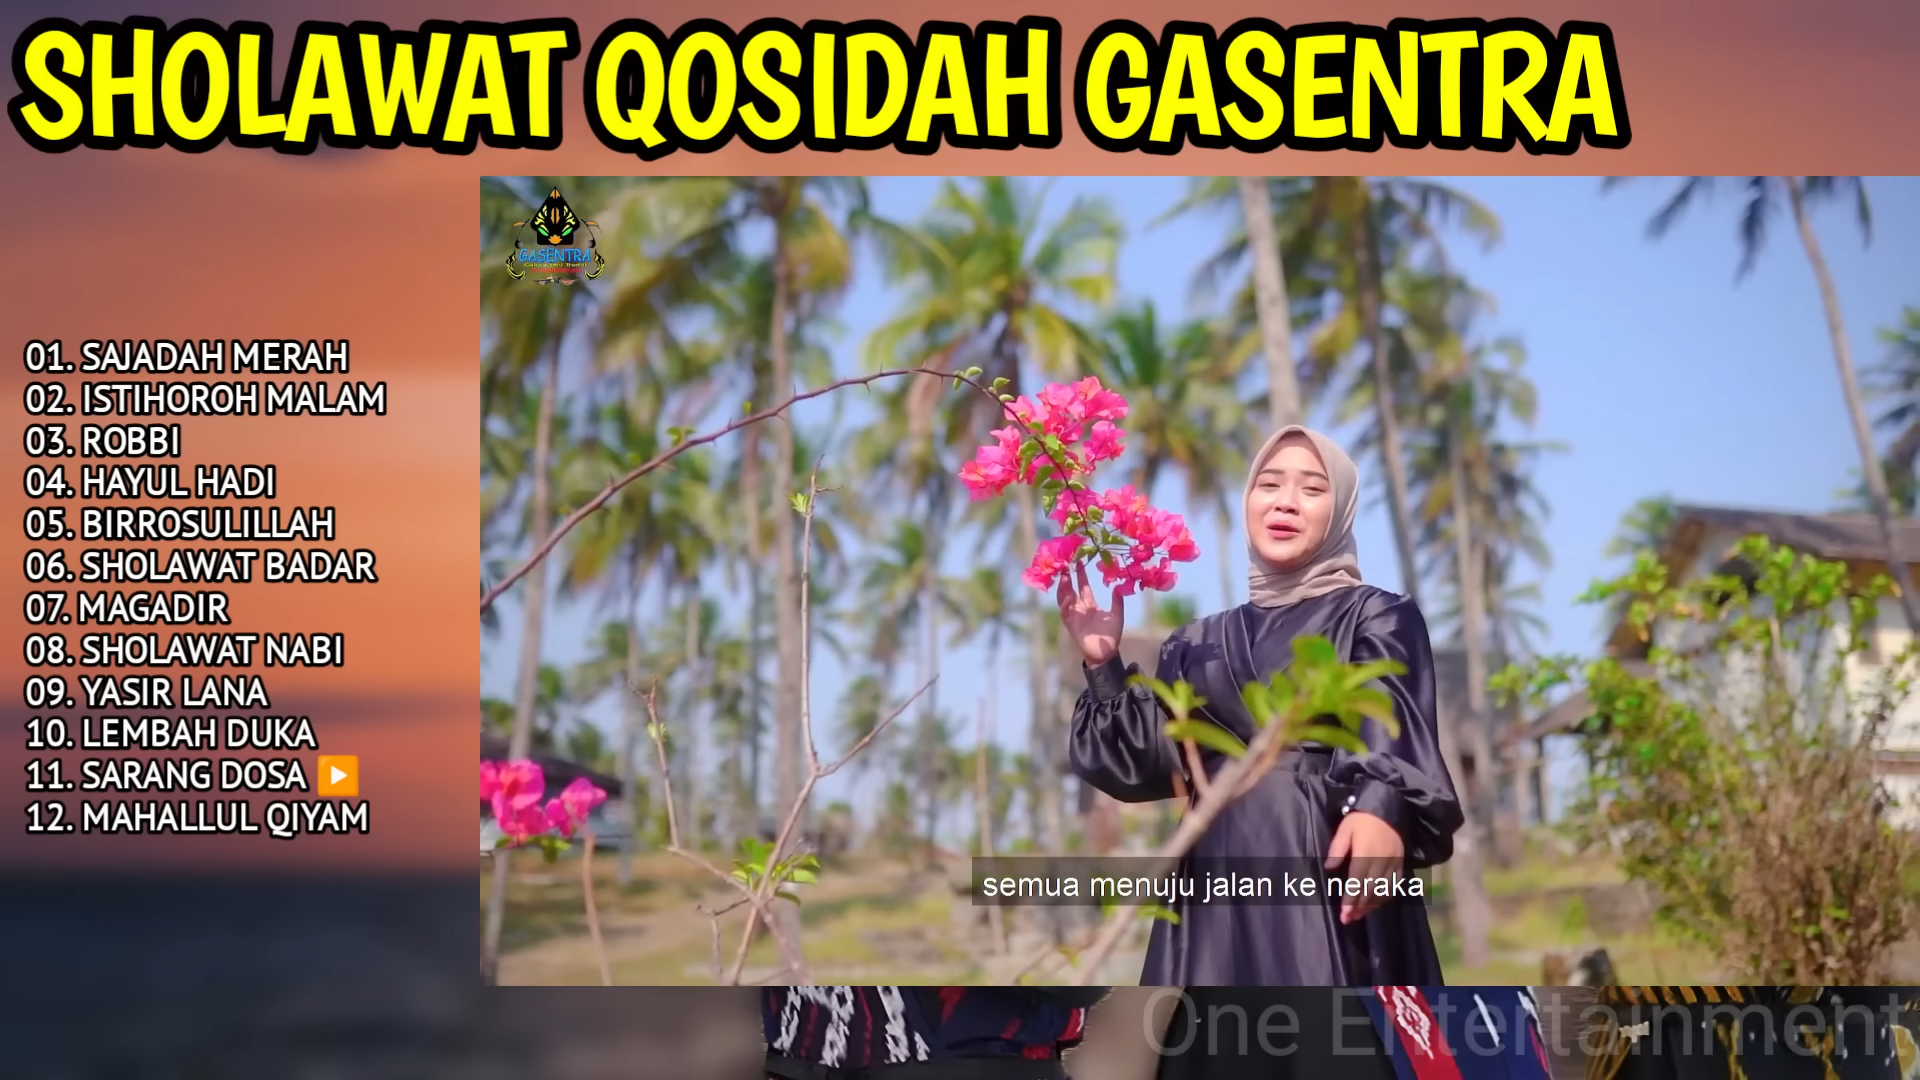 SHOLAWAT QOSIDAH GASENTRA
GASENTRA
01. SAJADAH MERAH
02. ISTIHOROH MALAM
03. ROBBI
04. HAYUL HADI
05. BIRROSULILLAH
06. SHOLAWAT BADAR
07. MAGADIR
08. SHOLAWAT NABI
09. YASIR LANA
10. LEMBAH DUKA
11. SARANG DOSA
12. MAHALLUL QIYAM
semua menuju jalan ke neraka
One Entertainment